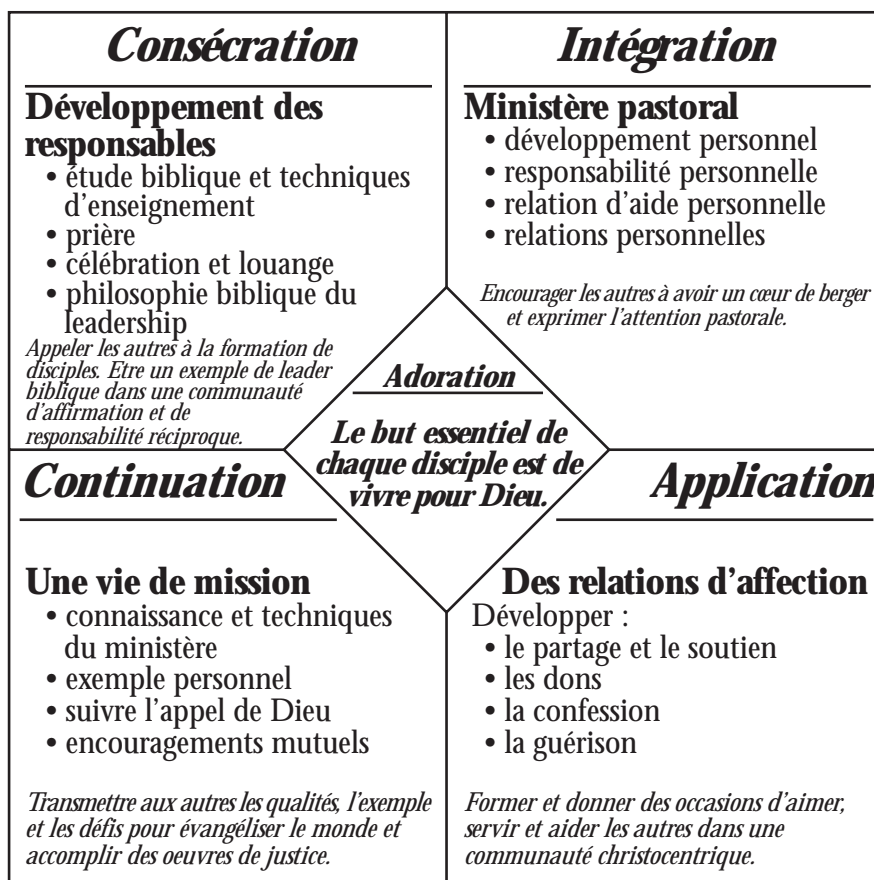 Consécration
Développement des
responsables
• étude biblique et techniques
d'enseignement
• prière
• célébration et louange
• philosophie biblique du
leadership
Appeler les autres à la formation de
disciples. Etre un exemple de leader
biblique dans une communauté
d'affirmation et de
responsabilité réciproque.
Intégration
Ministère pastoral
• développement personnel
• responsabilité personnelle
• relation d'aide personnelle
• relations personnelles
Encourager les autres à avoir un cœur de berger
et exprimer l'attention pastorale.
Adoration
Le but essentiel de
chaque disciple est de
vivre pour Dieu.
Continuation
Une vie de mission
• connaissance et techniques
du ministère
• exemple personnel
• suivre l'appel de Dieu
• encouragements mutuels
Transmettre aux autres les qualités, l'exemple
et les défis pour évangéliser le monde et
accomplir des oeuvres de justice.
Application
Des relations d'affection
Développer :
• le partage et le soutien
• les dons
• la confession
• la guérison
Former et donner des occasions d'aimer,
servir et aider les autres dans une
communauté christocentrique.